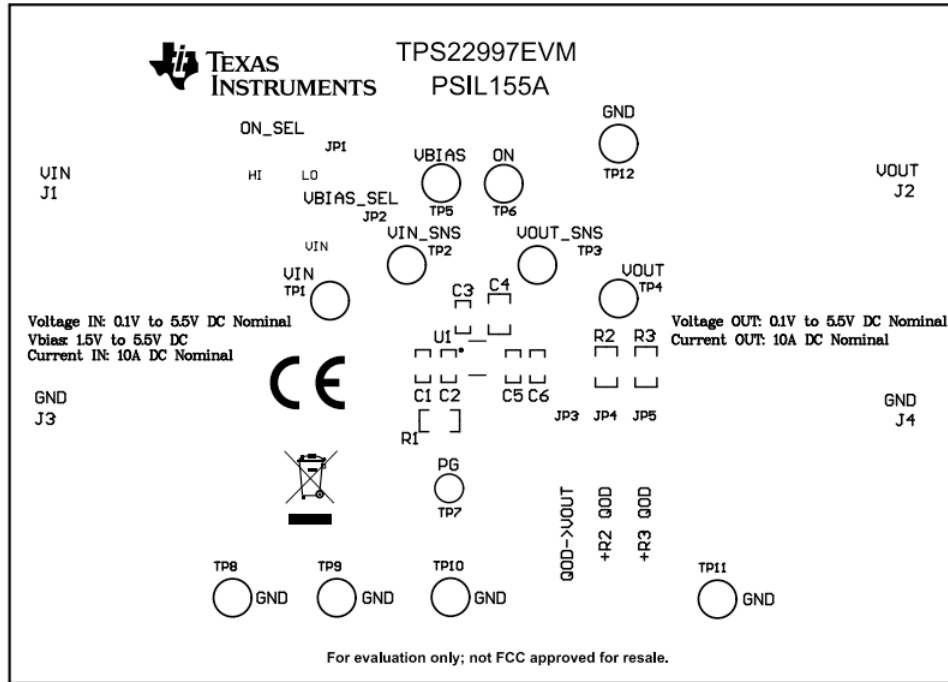 TEXAS
INSTRUMENTS
TPS22997EVM
PSIL155A
ON_SEL
JP1
HI
LO
VBIAS_SEL
JP2
VIN
J1
VBIAS
TP5
ON
TP6
GND
TP12
VOUT
J2
VIN_SNS
TP2
VOUT_SNS
TP3
VIN
VIN
TP1
VOUT
TP4
C3
C4
Voltage IN: 0.1V to 5.5V DC Nominal
Vbias: 1.5V to 5.5V DC
Current IN: 10A DC Nominal
Voltage OUT: 0.1V to 5.5V DC Nominal
Current OUT: 10A DC Nominal
U1
R2
R3
CE
C1
C2
C5
C6
GND
J3
GND
J4
R1
JP3
JP4
JP5
PG
TP7
QOD->VOUT
+R2 QOD
+R3 QOD
TP8
GND
TP9
GND
TP10
GND
TP11
GND
For evaluation only; not FCC approved for resale.